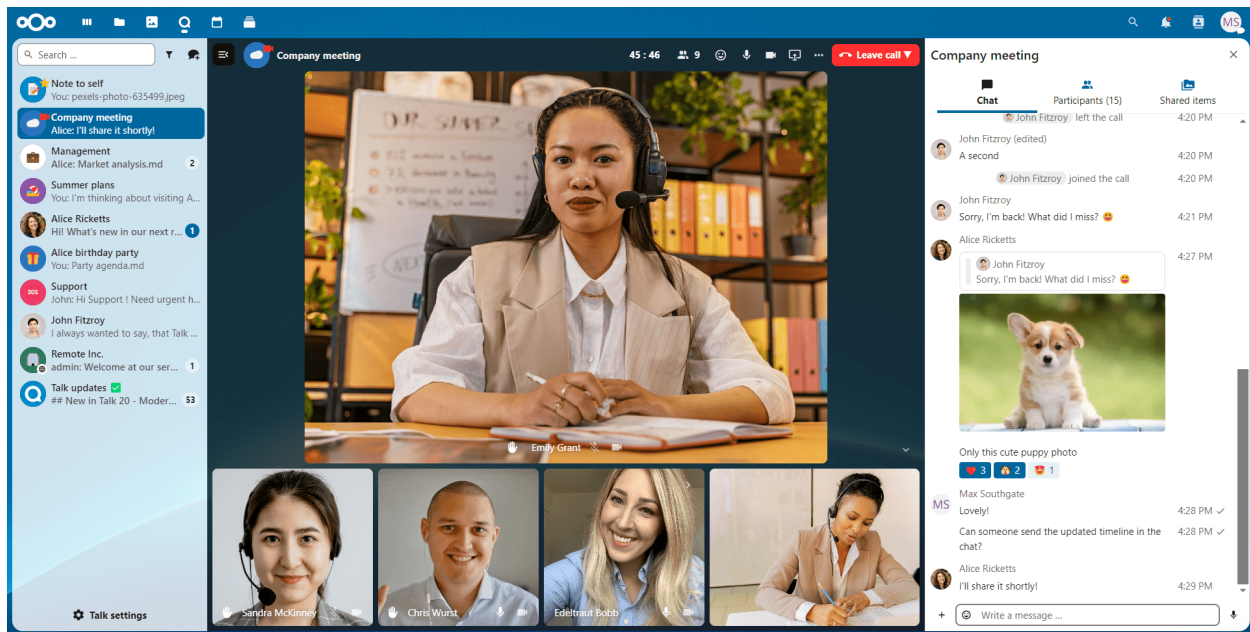 MS
Search ...
Note to self
You: pexels-photo-635499.jpeg
Company meeting
Alice: I'll share it shortly!
Management
Alice: Market analysis.md
2
Summer plans
You: I'm thinking about visiting A...
Alice Ricketts
Hi! What's new in our next r...
1
Alice birthday party
You: Party agenda.md
SOS
Support
John: Hi Support ! Need urgent h...
John Fitzroy
I always wanted to say, that Talk ...
Remote Inc.
admin: Welcome at our ser...
1
Talk updates ✅
## New in Talk 20 - Moder...
53
Talk settings
Company meeting
45 : 46
9
Leave call
OUR SUMMER
Emily Grant
Sandra McKinney
Chris Wurst
Edeltraut Bobb
Company meeting
Chat
Participants (15)
Shared items
John Fitzroy left the call 4:20 PM
John Fitzroy (edited)
A second 4:20 PM
John Fitzroy joined the call 4:20 PM
John Fitzroy
Sorry, I'm back! What did I miss? 🤩 4:21 PM
Alice Ricketts
4:27 PM
John Fitzroy
Sorry, I'm back! What did I miss? 🤩
Only this cute puppy photo
❤️ 3 🙈 2 😍 1
MS
Max Southgate
Lovely! 4:28 PM
Can someone send the updated timeline in the 4:28 PM
chat?
Alice Ricketts
I'll share it shortly! 4:29 PM
Write a message ...